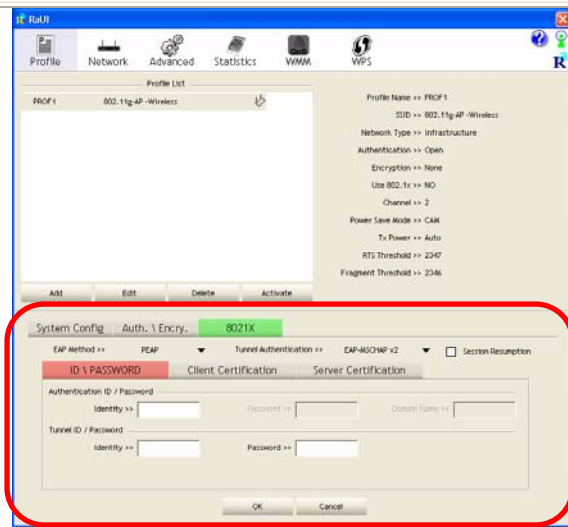 RaUI
Profile Network Advanced Statistics WMM WPS
R
Profile List
PROF1 802.11g-AP -Wireless
Profile Name >> PROF1
SSID >> 802.11g-AP -Wireless
Network Type >> Infrastructure
Authentication >> Open
Encryption >> None
Use 802.1x >> NO
Channel >> 2
Power Save Mode >> CAM
Tx Power >> Auto
RTS Threshold >> 2347
Fragment Threshold >> 2346
Add Edit Delete Activate
System Config Auth. \ Encry. 8021X
EAP Method >> PEAP Tunnel Authentication >> EAP-MSCHAP v2 Session Resumption
ID \ PASSWORD Client Certification Server Certification
Authentication ID / Password
Identity >> Password >> Domain Name >>
Tunnel ID / Password
Identity >> Password >>
OK Cancel